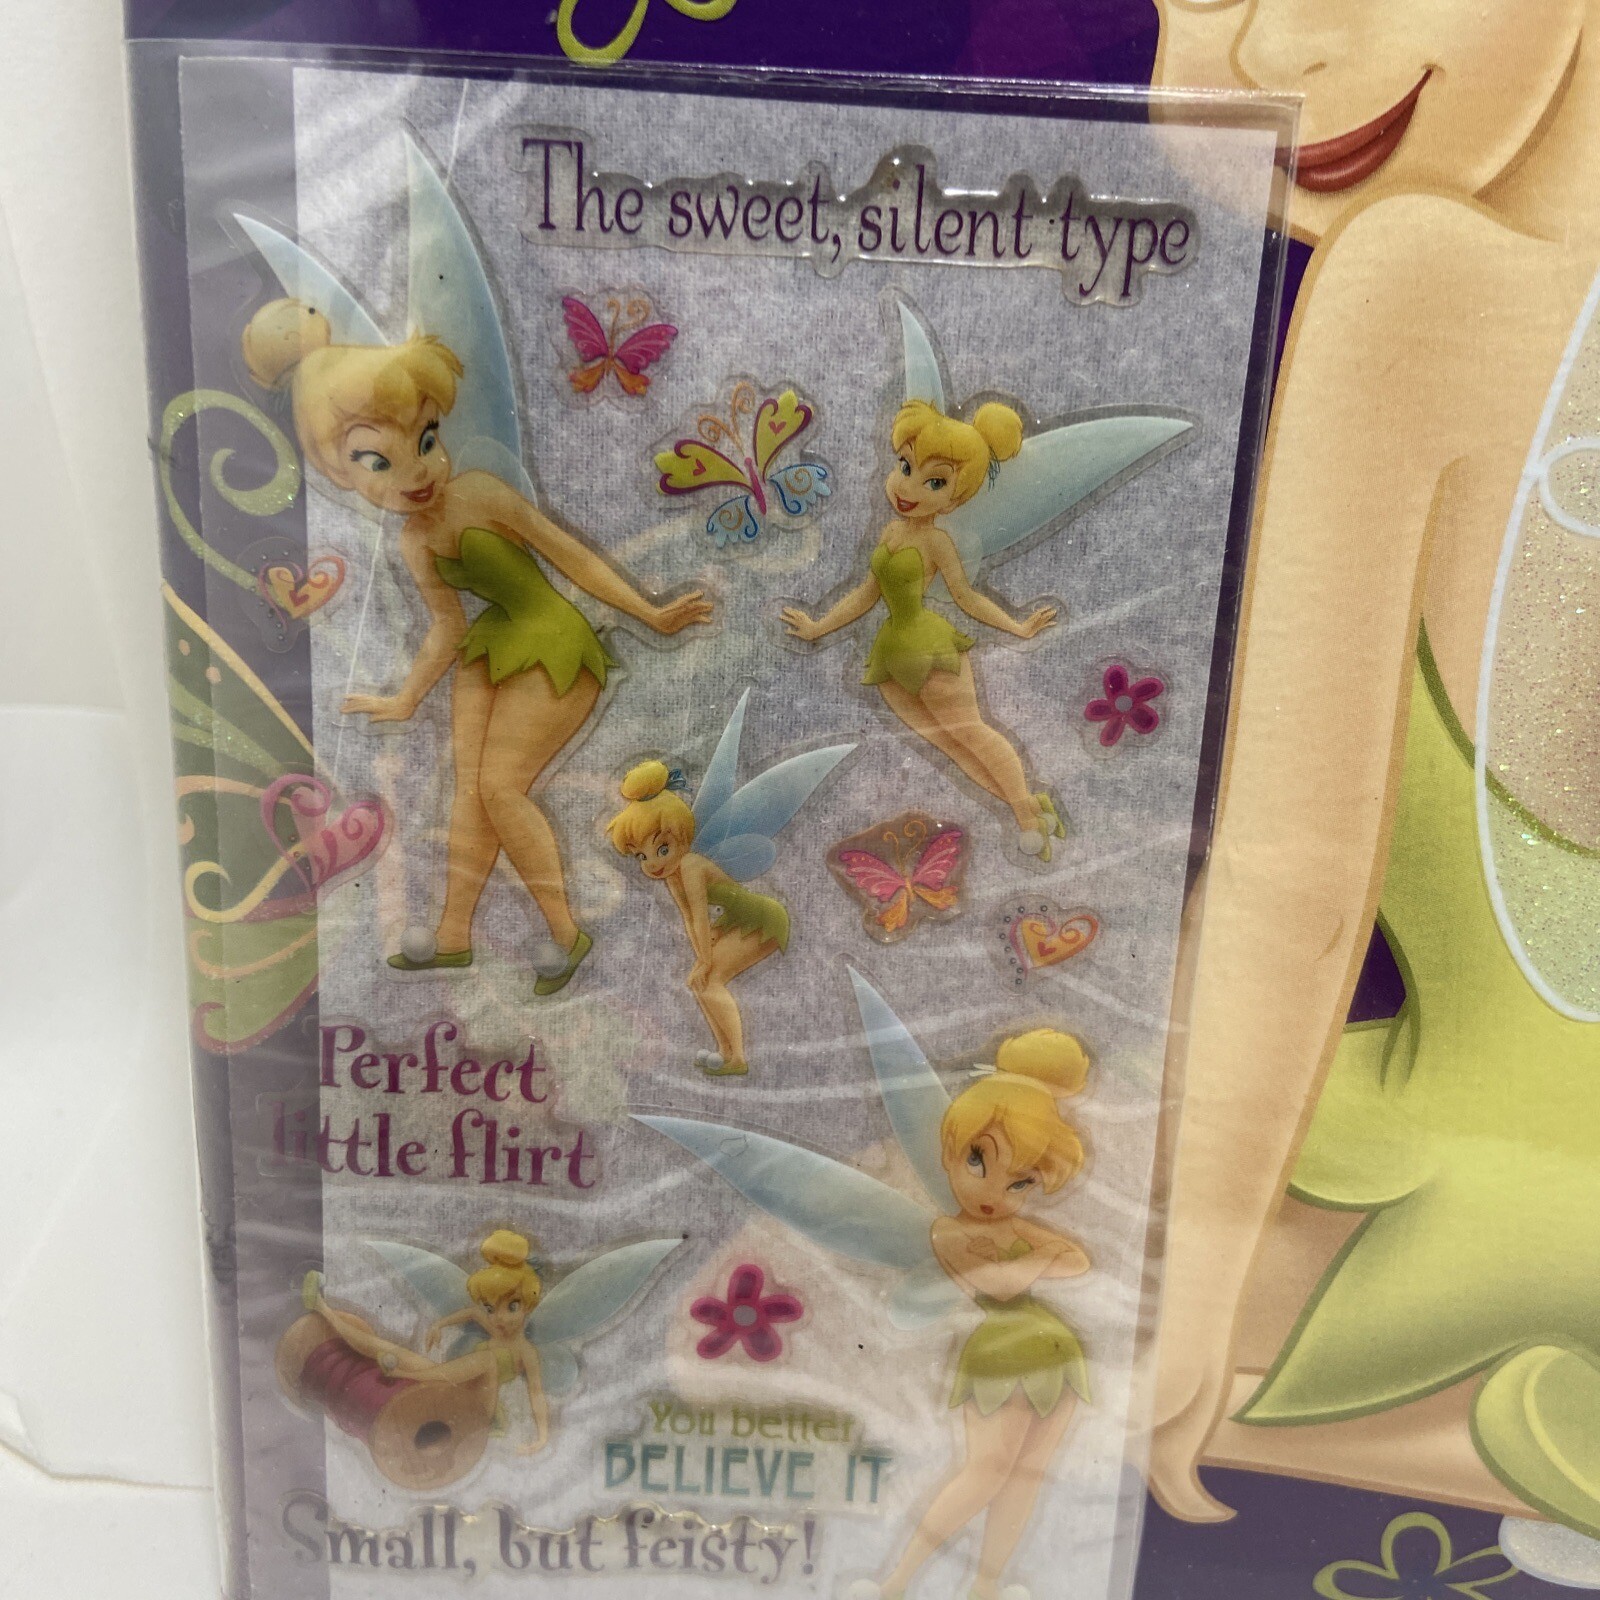 The sweet, silent type
Perfect
little flirt
You better
BELIEVE IT
Small, but feisty!